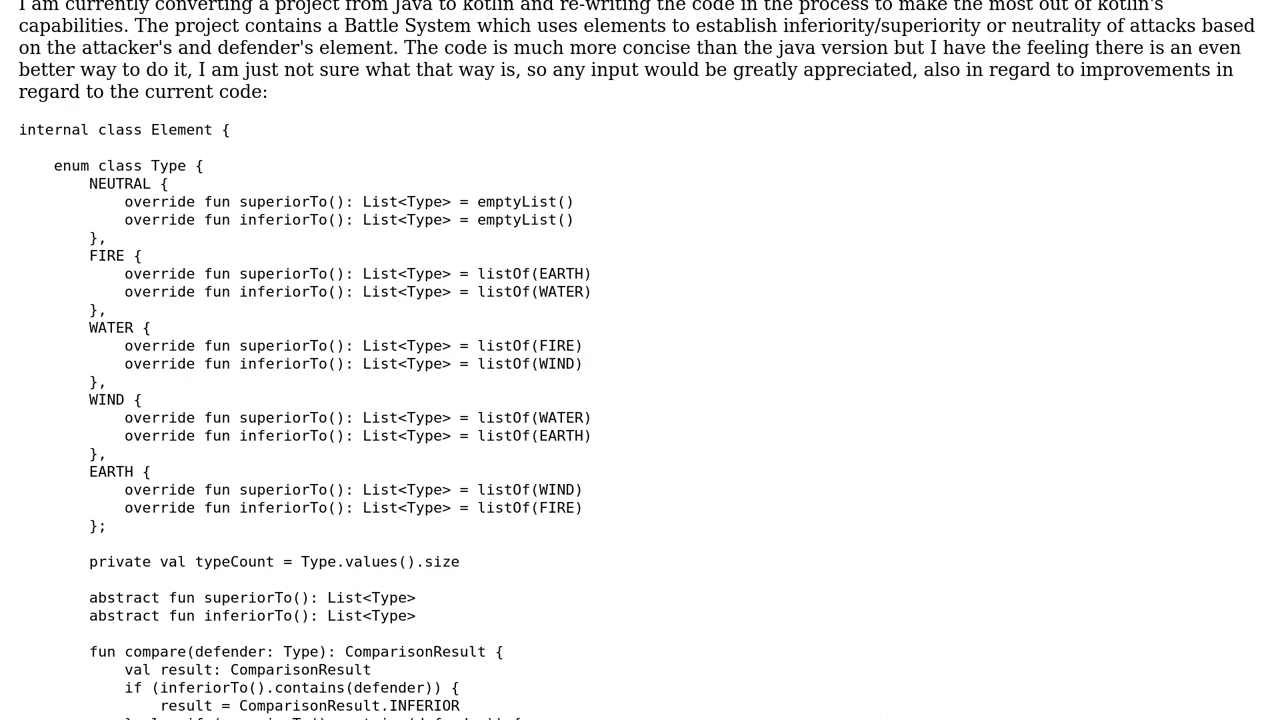 I am currently converting a project from Java to kotlin and re-writing the code in the process to make the most out of kotlin's
capabilities. The project contains a Battle System which uses elements to establish inferiority/superiority or neutrality of attacks based
on the attacker's and defender's element. The code is much more concise than the java version but I have the feeling there is an even
better way to do it, I am just not sure what that way is, so any input would be greatly appreciated, also in regard to improvements in
regard to the current code:
internal class Element {
    enum class Type {
        NEUTRAL {
            override fun superiorTo(): List<Type> = emptyList()
            override fun inferiorTo(): List<Type> = emptyList()
        },
        FIRE {
            override fun superiorTo(): List<Type> = listOf(EARTH)
            override fun inferiorTo(): List<Type> = listOf(WATER)
        },
        WATER {
            override fun superiorTo(): List<Type> = listOf(FIRE)
            override fun inferiorTo(): List<Type> = listOf(WIND)
        },
        WIND {
            override fun superiorTo(): List<Type> = listOf(WATER)
            override fun inferiorTo(): List<Type> = listOf(EARTH)
        },
        EARTH {
            override fun superiorTo(): List<Type> = listOf(WIND)
            override fun inferiorTo(): List<Type> = listOf(FIRE)
        };
        private val typeCount = Type.values().size
        abstract fun superiorTo(): List<Type>
        abstract fun inferiorTo(): List<Type>
        fun compare(defender: Type): ComparisonResult {
            val result: ComparisonResult
            if (inferiorTo().contains(defender)) {
                result = ComparisonResult.INFERIOR